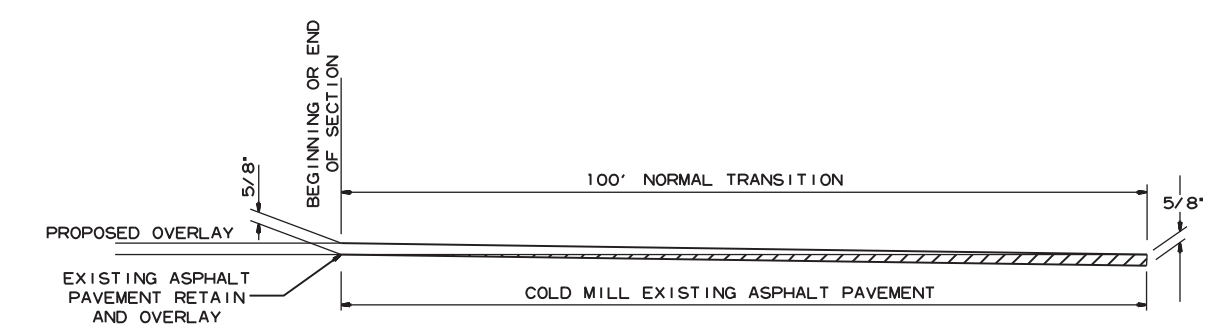 BEGINNING OR END
OF SECTION
5/8"
100' NORMAL TRANSITION
5/8"
PROPOSED OVERLAY
EXISTING ASPHALT
PAVEMENT RETAIN
AND OVERLAY
COLD MILL EXISTING ASPHALT PAVEMENT